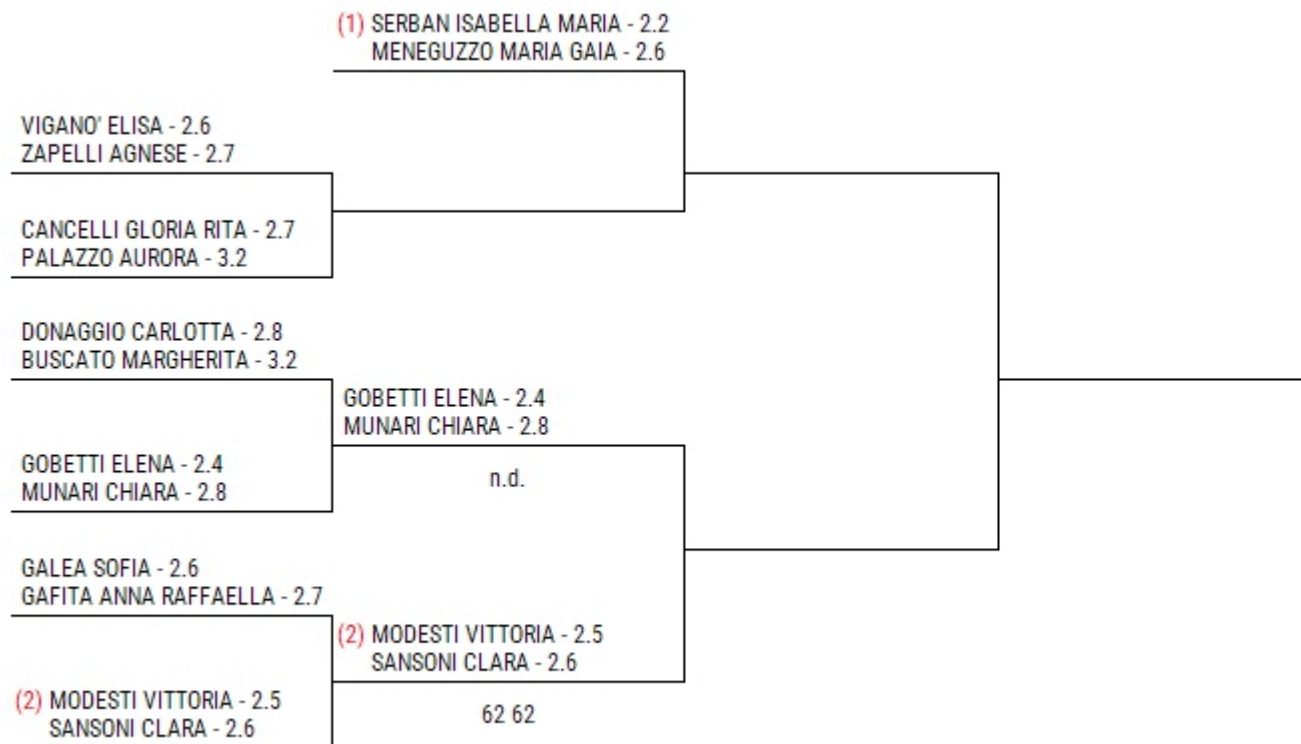 (1) SERBAN ISABELLA MARIA - 2.2
MENEGUZZO MARIA GAIA - 2.6
VIGANO' ELISA - 2.6
ZAPELLI AGNESE - 2.7
CANCELLI GLORIA RITA - 2.7
PALAZZO AURORA - 3.2
DONAGGIO CARLOTTA - 2.8
BUSCATO MARGHERITA - 3.2
GOBETTI ELENA - 2.4
MUNARI CHIARA - 2.8
n.d.
GOBETTI ELENA - 2.4
MUNARI CHIARA - 2.8
GALEA SOFIA - 2.6
GAFITA ANNA RAFFAELLA - 2.7
(2) MODESTI VITTORIA - 2.5
SANSONI CLARA - 2.6
62 62
(2) MODESTI VITTORIA - 2.5
SANSONI CLARA - 2.6